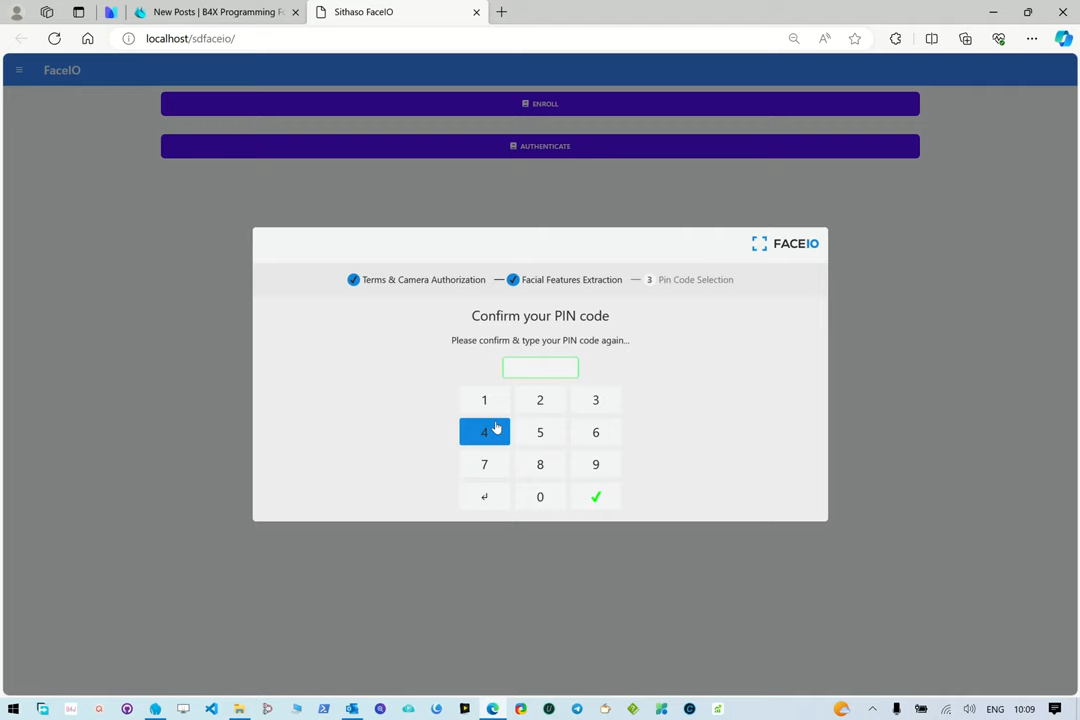 New Posts | B4X Programming F
Sithaso FaceIO
localhost/sdfaceio/
FaceIO
ENROLL
AUTHENTICATE
FACEIO
Terms & Camera Authorization
Facial Features Extraction
3 Pin Code Selection
Confirm your PIN code
Please confirm & type your PIN code again...
1 2 3
4 5 6
7 8 9
0
ENG 10:09